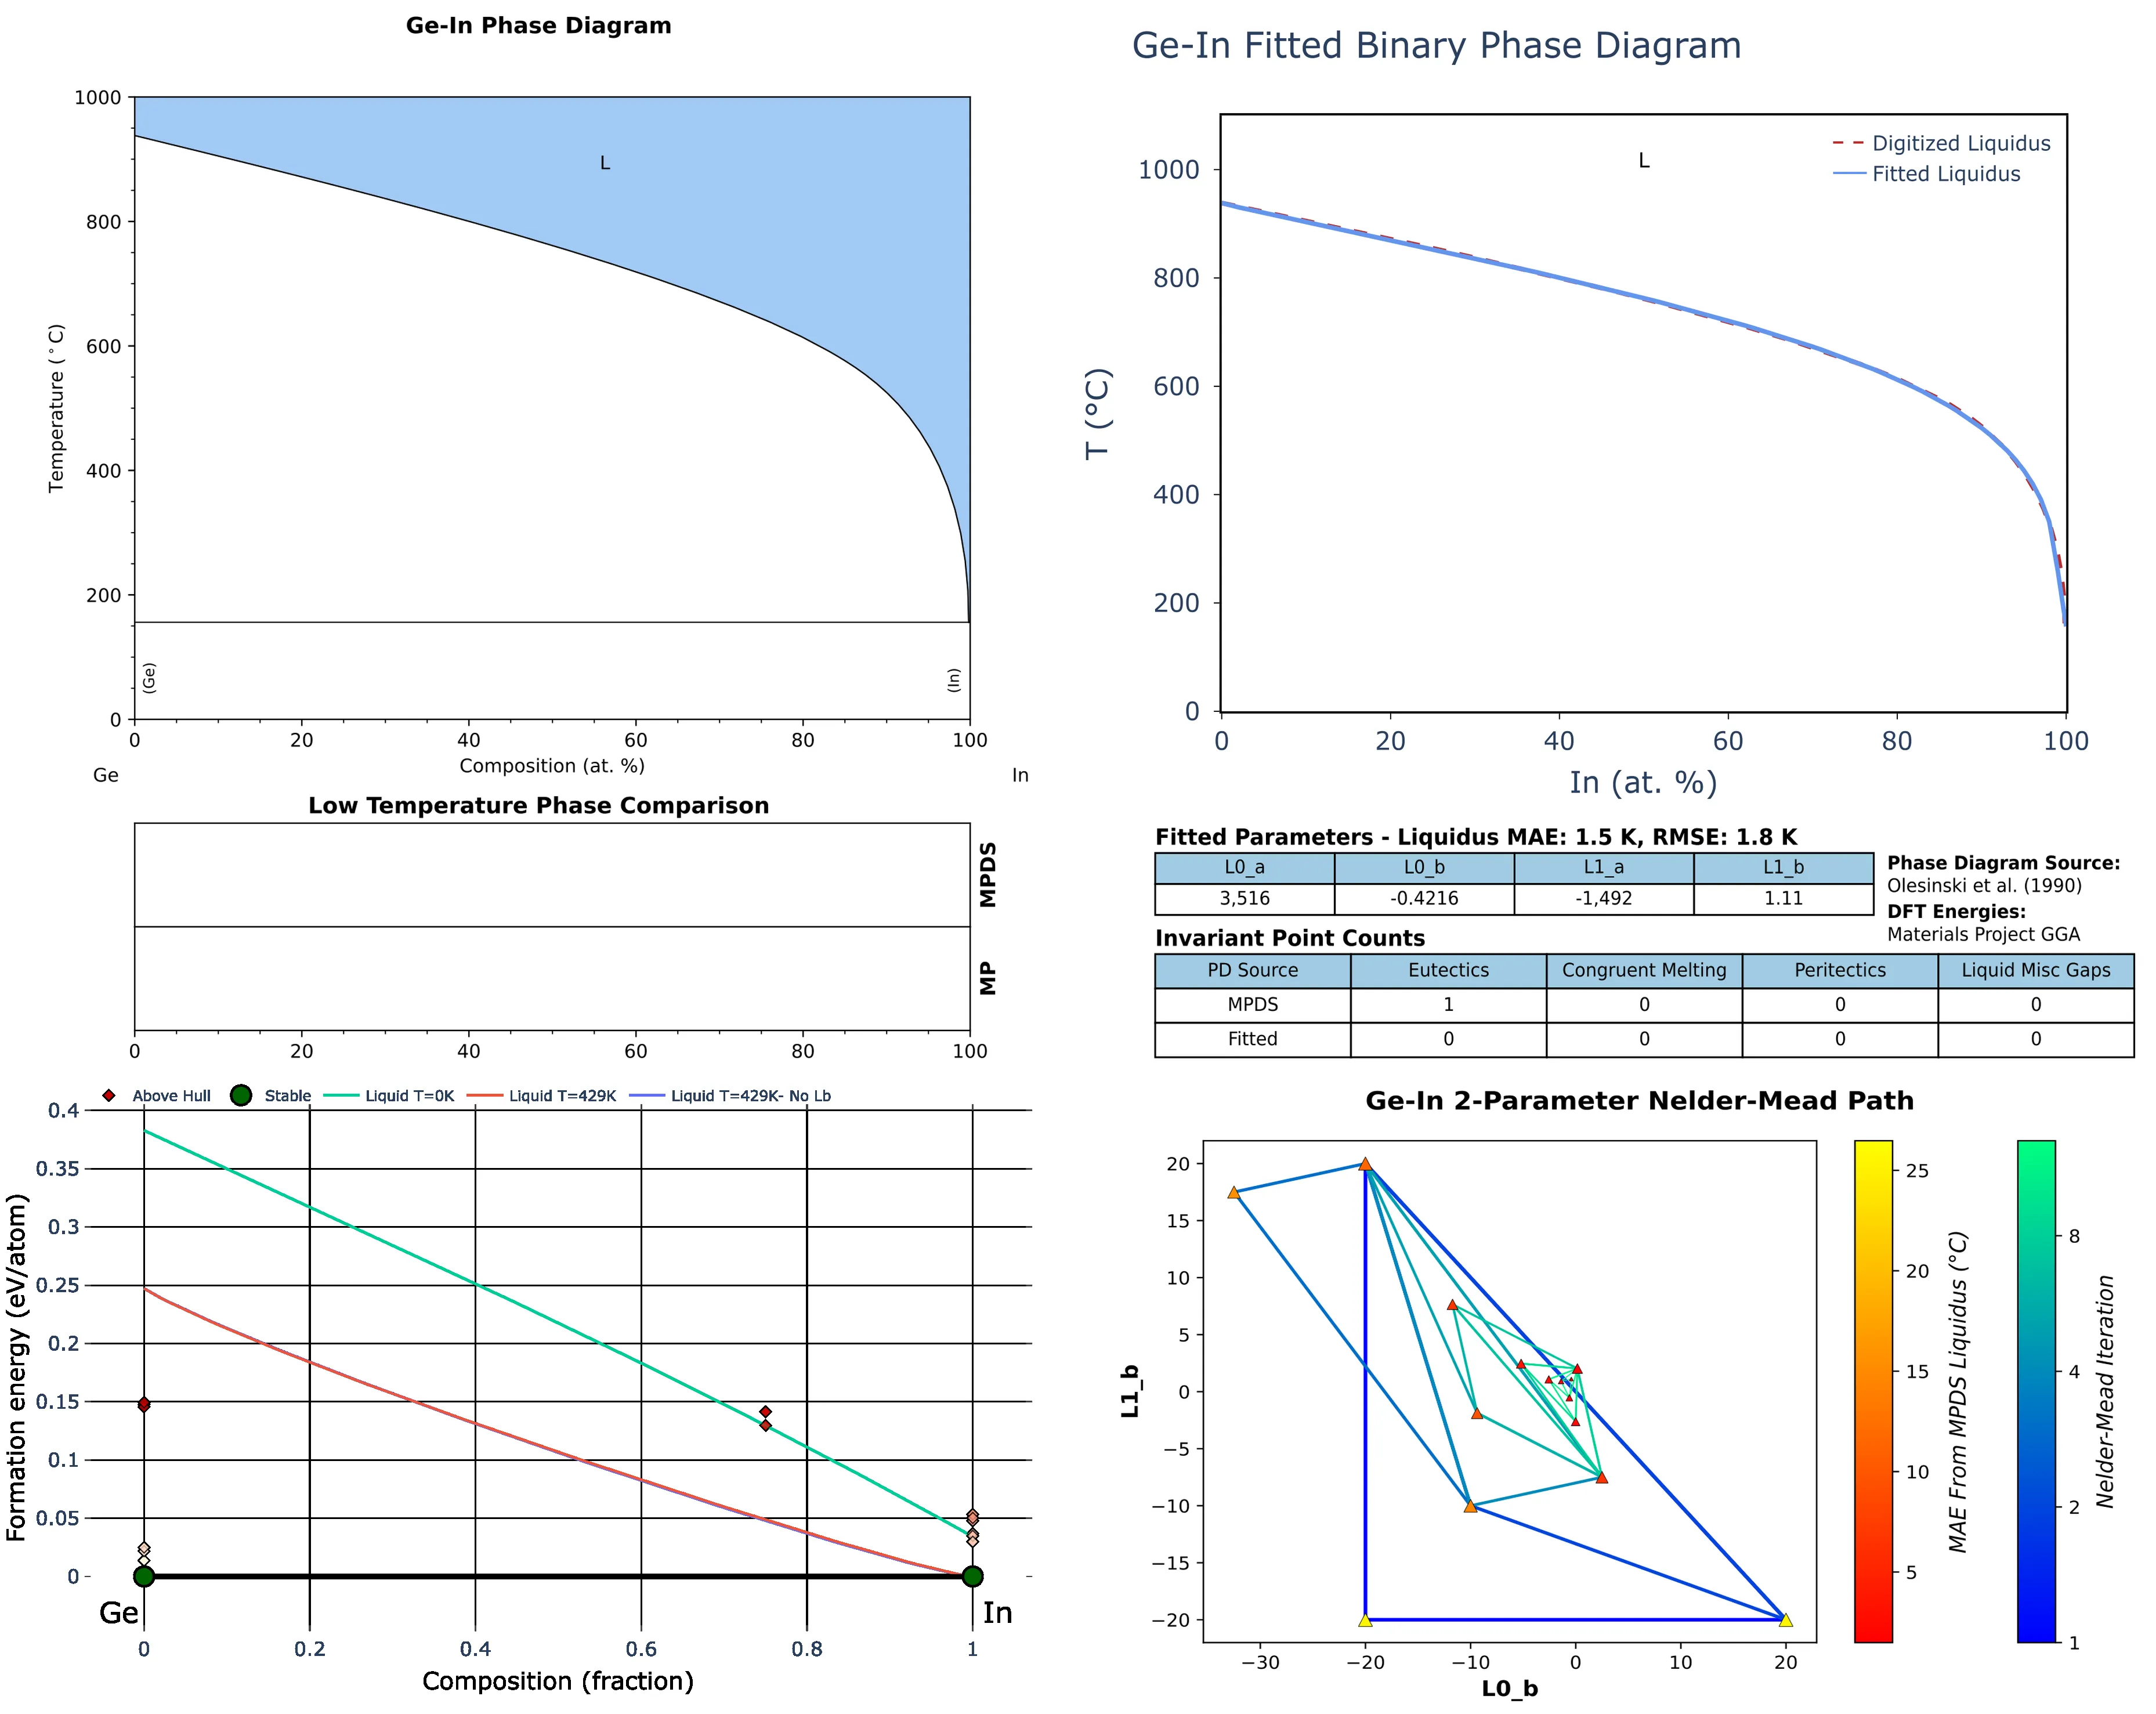 Ge-In Phase Diagram
1000
800
600
400
200
0
Temperature (°C)
L
(Ge)
(In)
0 20 40 60 80 100
Composition (at. %)
Ge In
Ge-In Fitted Binary Phase Diagram
L
Digitized Liquidus
Fitted Liquidus
1000
800
600
400
200
0
T (°C)
0 20 40 60 80 100
In (at. %)
Low Temperature Phase Comparison
MPDS
MP
0 20 40 60 80 100
Fitted Parameters - Liquidus MAE: 1.5 K, RMSE: 1.8 K
L0_a L0_b L1_a L1_b
3,516 -0.4216 -1,492 1.11
Phase Diagram Source:
Olesinski et al. (1990)
DFT Energies:
Materials Project GGA
Invariant Point Counts
PD Source Eutectics Congruent Melting Peritectics Liquid Misc Gaps
MPDS 1 0 0 0
Fitted 0 0 0 0
Above Hull Stable Liquid T=0K Liquid T=429K Liquid T=429K- No Lb
0.4
0.35
0.3
0.25
0.2
0.15
0.1
0.05
0
Formation energy (eV/atom)
Ge In
0 0.2 0.4 0.6 0.8 1
Composition (fraction)
Ge-In 2-Parameter Nelder-Mead Path
20
15
10
5
0
−5
−10
−15
−20
L1_b
−30 −20 −10 0 10 20
L0_b
25
20
15
10
5
MAE From MPDS Liquidus (°C)
8
4
2
1
Nelder-Mead Iteration